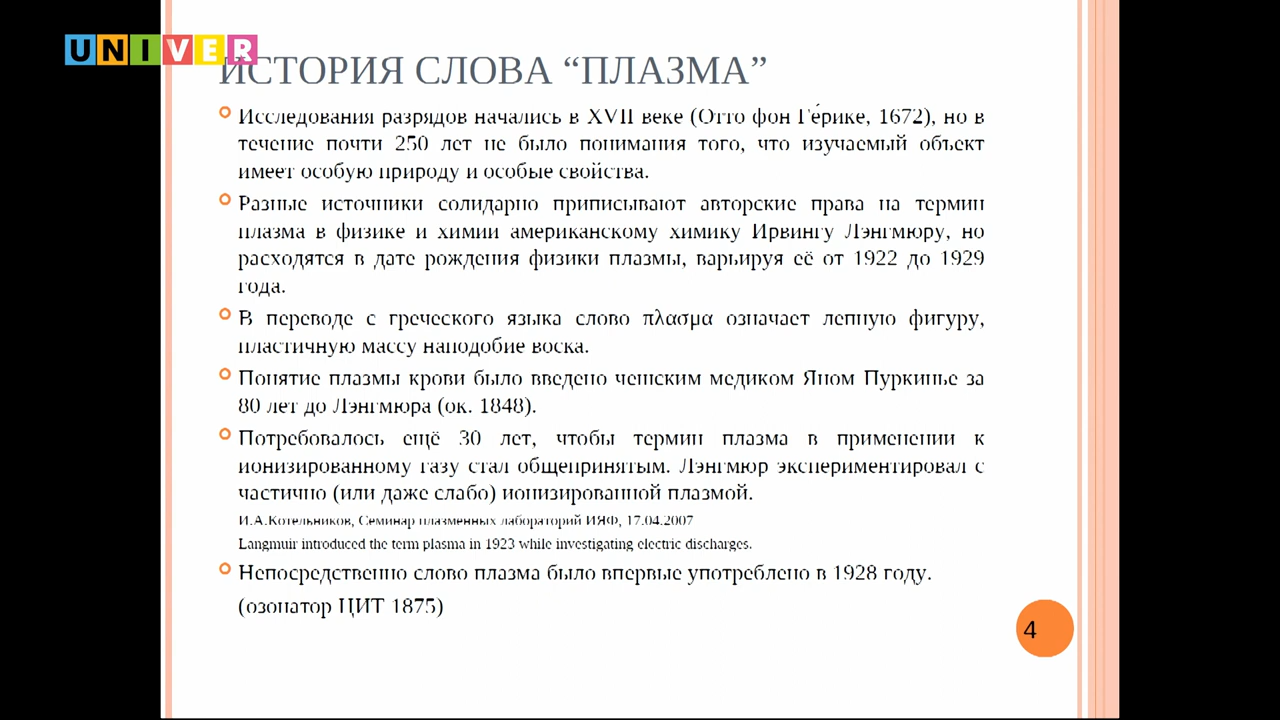 UNIVER
ИСТОРИЯ СЛОВА “ПЛАЗМА”
Исследования разрядов начались в XVII веке (Отто фон Ге́рике, 1672), но в
течение почти 250 лет не было понимания того, что изучаемый объект
имеет особую природу и особые свойства.
Разные источники солидарно приписывают авторские права на термин
плазма в физике и химии американскому химику Ирвингу Лэнгмюру, но
расходятся в дате рождения физики плазмы, варьируя её от 1922 до 1929
года.
В переводе с греческого языка слово πλασμα означает лепную фигуру,
пластичную массу наподобие воска.
Понятие плазмы крови было введено чешским медиком Яном Пуркинье за
80 лет до Лэнгмюра (ок. 1848).
Потребовалось ещё 30 лет, чтобы термин плазма в применении к
ионизированному газу стал общепринятым. Лэнгмюр экспериментировал с
частично (или даже слабо) ионизированной плазмой.
И.А.Котельников, Семинар плазменных лабораторий ИЯФ, 17.04.2007
Langmuir introduced the term plasma in 1923 while investigating electric discharges.
Непосредственно слово плазма было впервые употреблено в 1928 году.
(озонатор ЦИТ 1875)
4